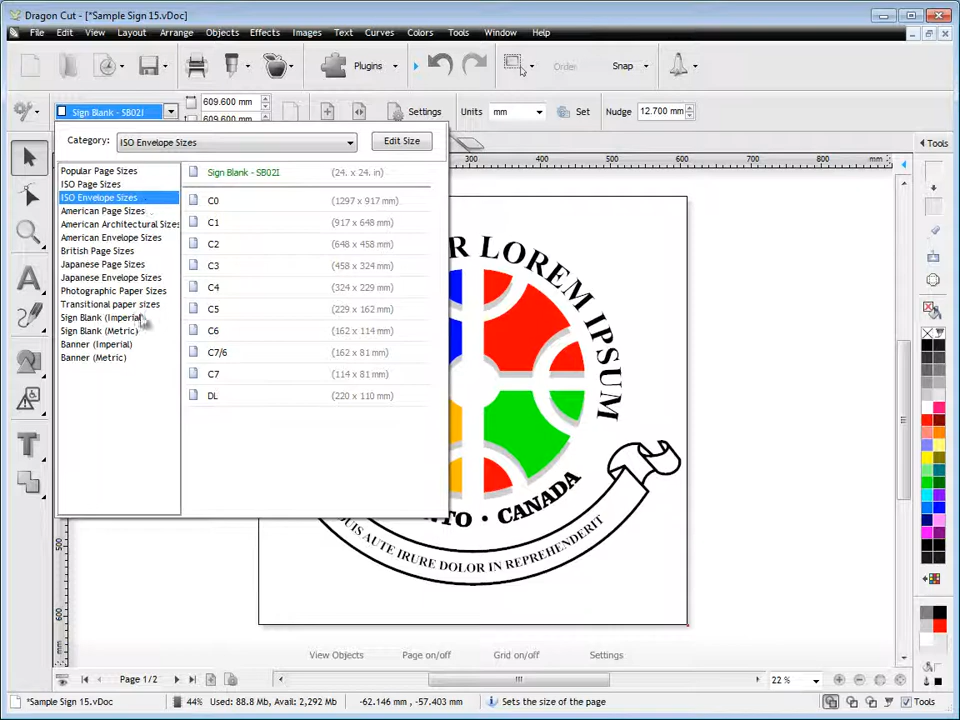 Dragon Cut - [*Sample Sign 15.vDoc]
File Edit View Layout Arrange Objects Effects Images Text Curves Colors Tools Window Help
Plugins Order Snap
Sign Blank - SB02I 609.600 mm Settings Units mm Set Nudge 12.700 mm
609.600 mm
Category: ISO Envelope Sizes Edit Size
Tools
400 500 600 700 800 mm
Popular Page Sizes
ISO Page Sizes
ISO Envelope Sizes
American Page Sizes
American Architectural Sizes
American Envelope Sizes
British Page Sizes
Japanese Page Sizes
Japanese Envelope Sizes
Photographic Paper Sizes
Transitional paper sizes
Sign Blank (Imperial)
Sign Blank (Metric)
Banner (Imperial)
Banner (Metric)
Sign Blank - SB02I (24. x 24. in)
C0 (1297 x 917 mm)
C1 (917 x 648 mm)
C2 (648 x 458 mm)
C3 (458 x 324 mm)
C4 (324 x 229 mm)
C5 (229 x 162 mm)
C6 (162 x 114 mm)
C7/6 (162 x 81 mm)
C7 (114 x 81 mm)
DL (220 x 110 mm)
R LOREM IPSUM
TO • CANADA
UIS AUTE IRURE DOLOR IN REPREHENDERIT
500
600
mm
View Objects Page on/off Grid on/off Settings
Page 1/2 22 %
*Sample Sign 15.vDoc 44% Used: 88.8 Mb, Avail: 2,292 Mb -62.146 mm, -57.403 mm Sets the size of the page Tools